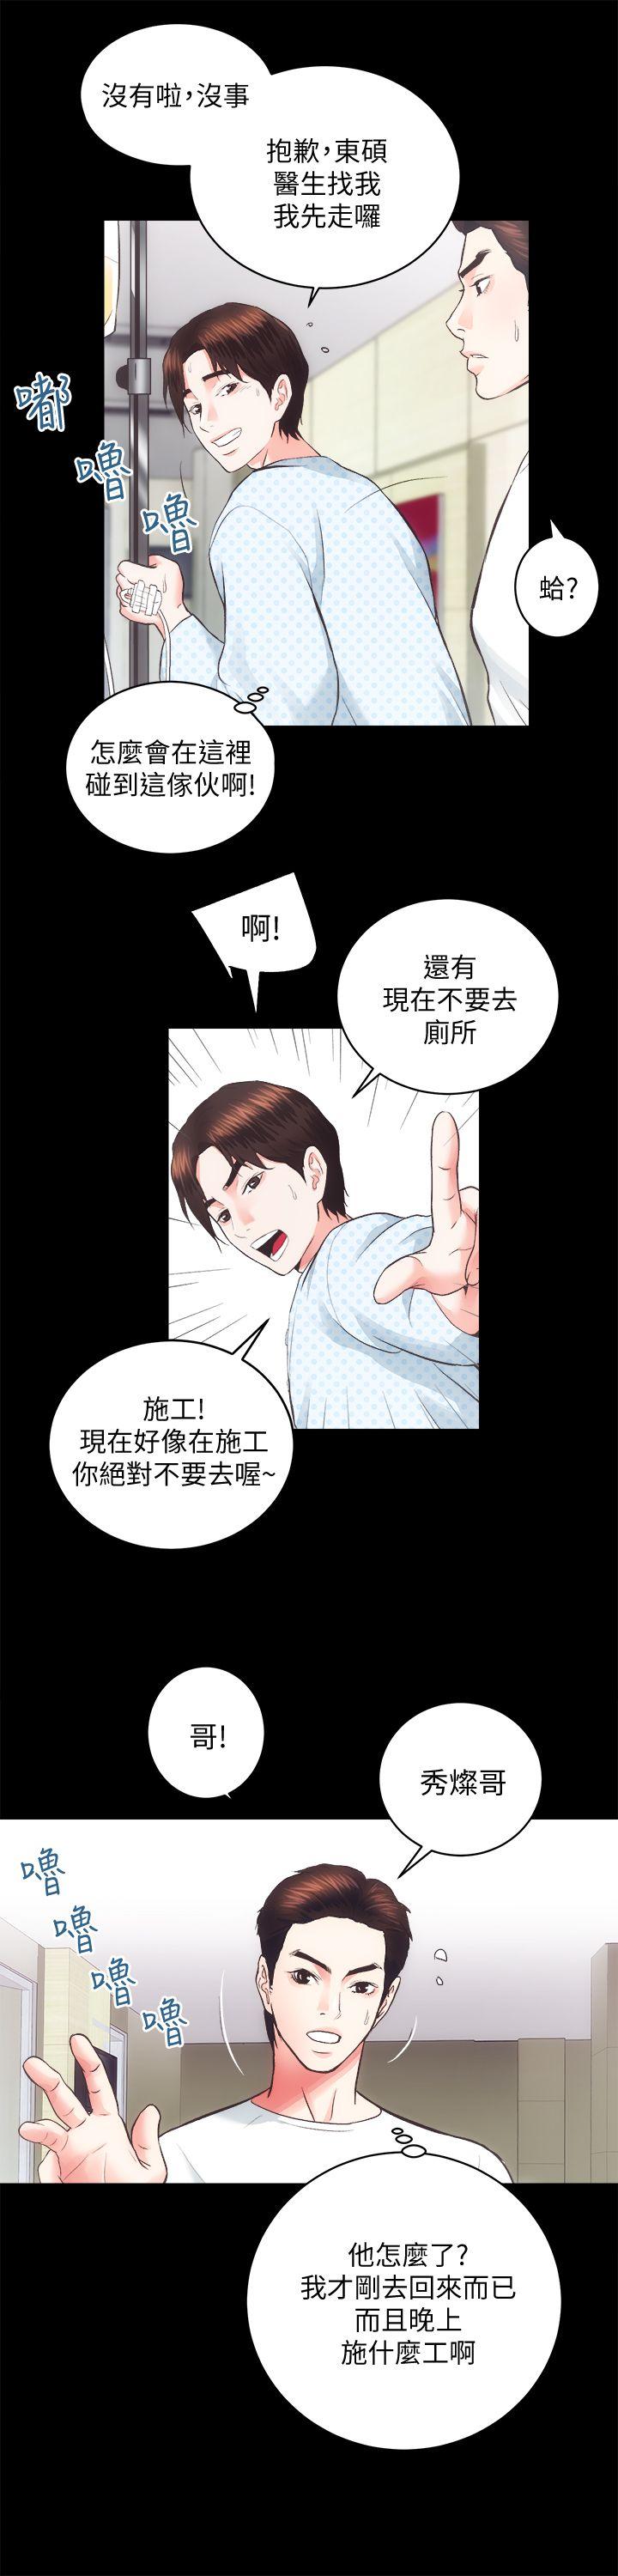 沒有啦，沒事
抱歉，東碩
醫生找我
我先走囉
嘟
嚕
嚕
蛤?
怎麼會在這裡
碰到這傢伙啊!
啊!
還有
現在不要去
廁所
施工!
現在好像在施工
你絕對不要去喔~
哥!
秀燦哥
嚕
嚕
嚕
嚕
他怎麼了?
我才剛去回來而已
而且晚上
施什麼工啊